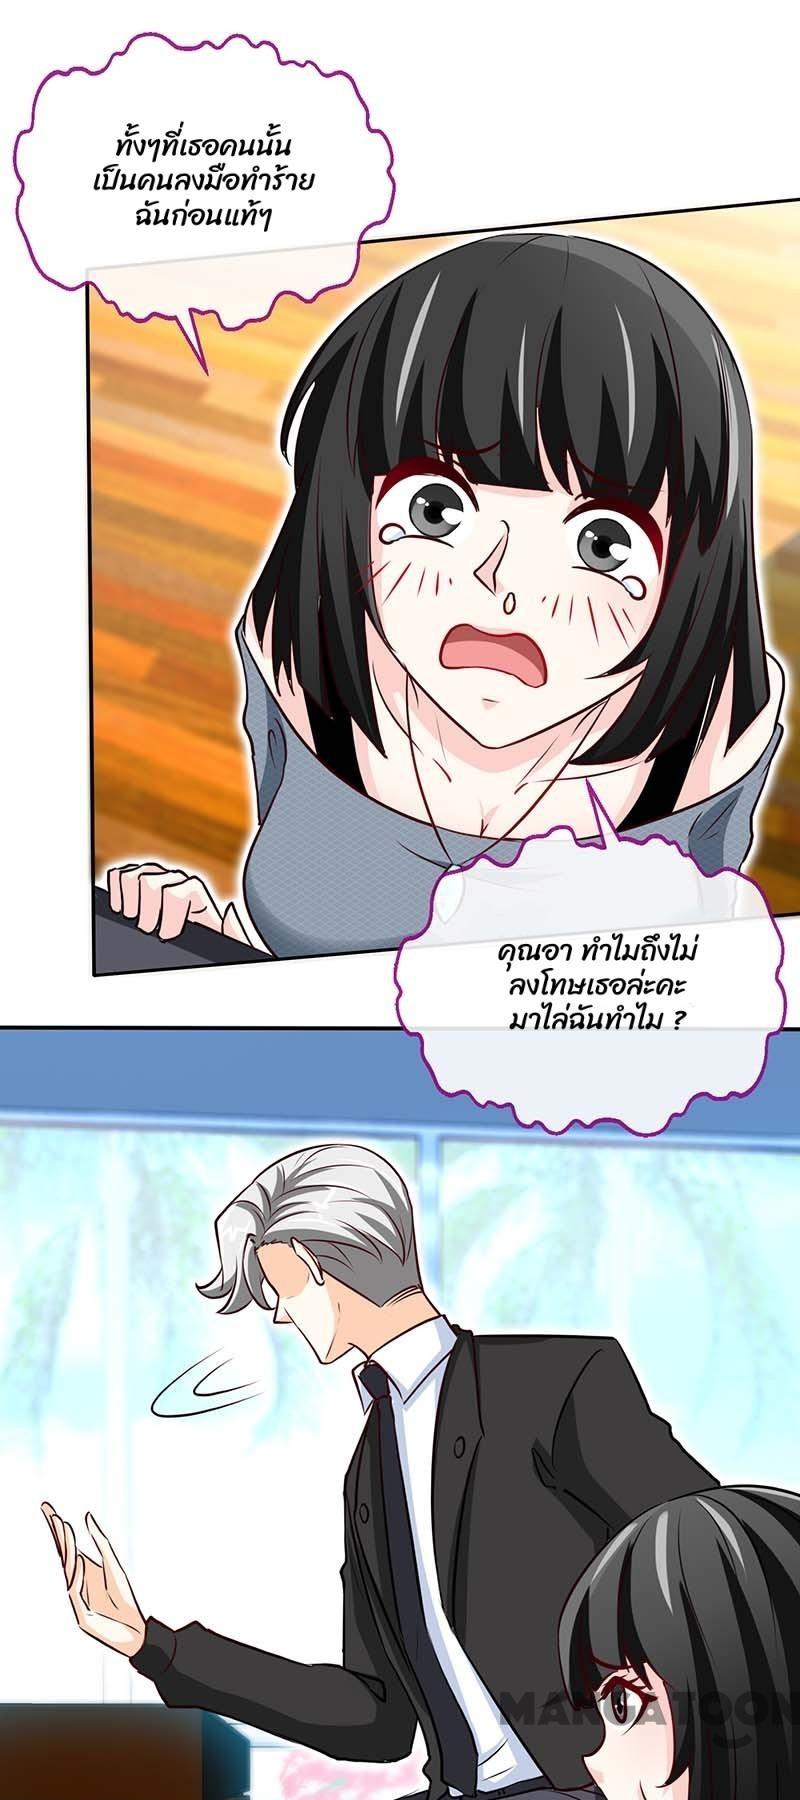 ทั้งๆที่เธอคนนั้น
เป็นคนลงมือทำร้าย
ฉันก่อนแท้ๆ
คุณอา ทำไมถึงไม่
ลงโทษเธอล่ะคะ
มาไล่ฉันทำไม ?
MANGATOON